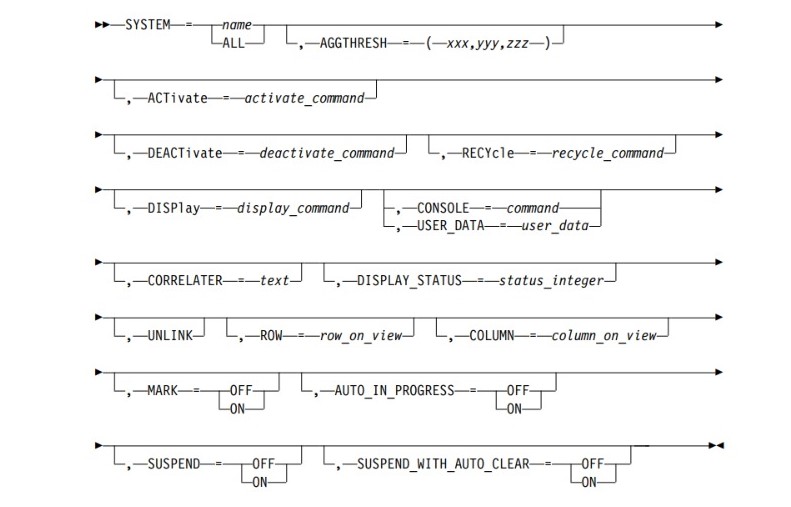 SYSTEM = name
ALL , AGGTHRESH = ( xxx,yyy,zzz )
, ACTivate = activate_command
, DEACTivate = deactivate_command , RECYcle = recycle_command
, DISPlay = display_command , CONSOLE = command
, USER_DATA = user_data
, CORRELATER = text , DISPLAY_STATUS = status_integer
, UNLINK , ROW = row_on_view , COLUMN = column_on_view
, MARK = OFF , AUTO_IN_PROGRESS = OFF
ON ON
, SUSPEND = OFF , SUSPEND_WITH_AUTO_CLEAR = OFF
ON ON